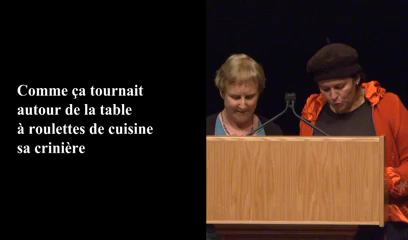 Comme ça tournait
autour de la table
à roulettes de cuisine
sa crinière